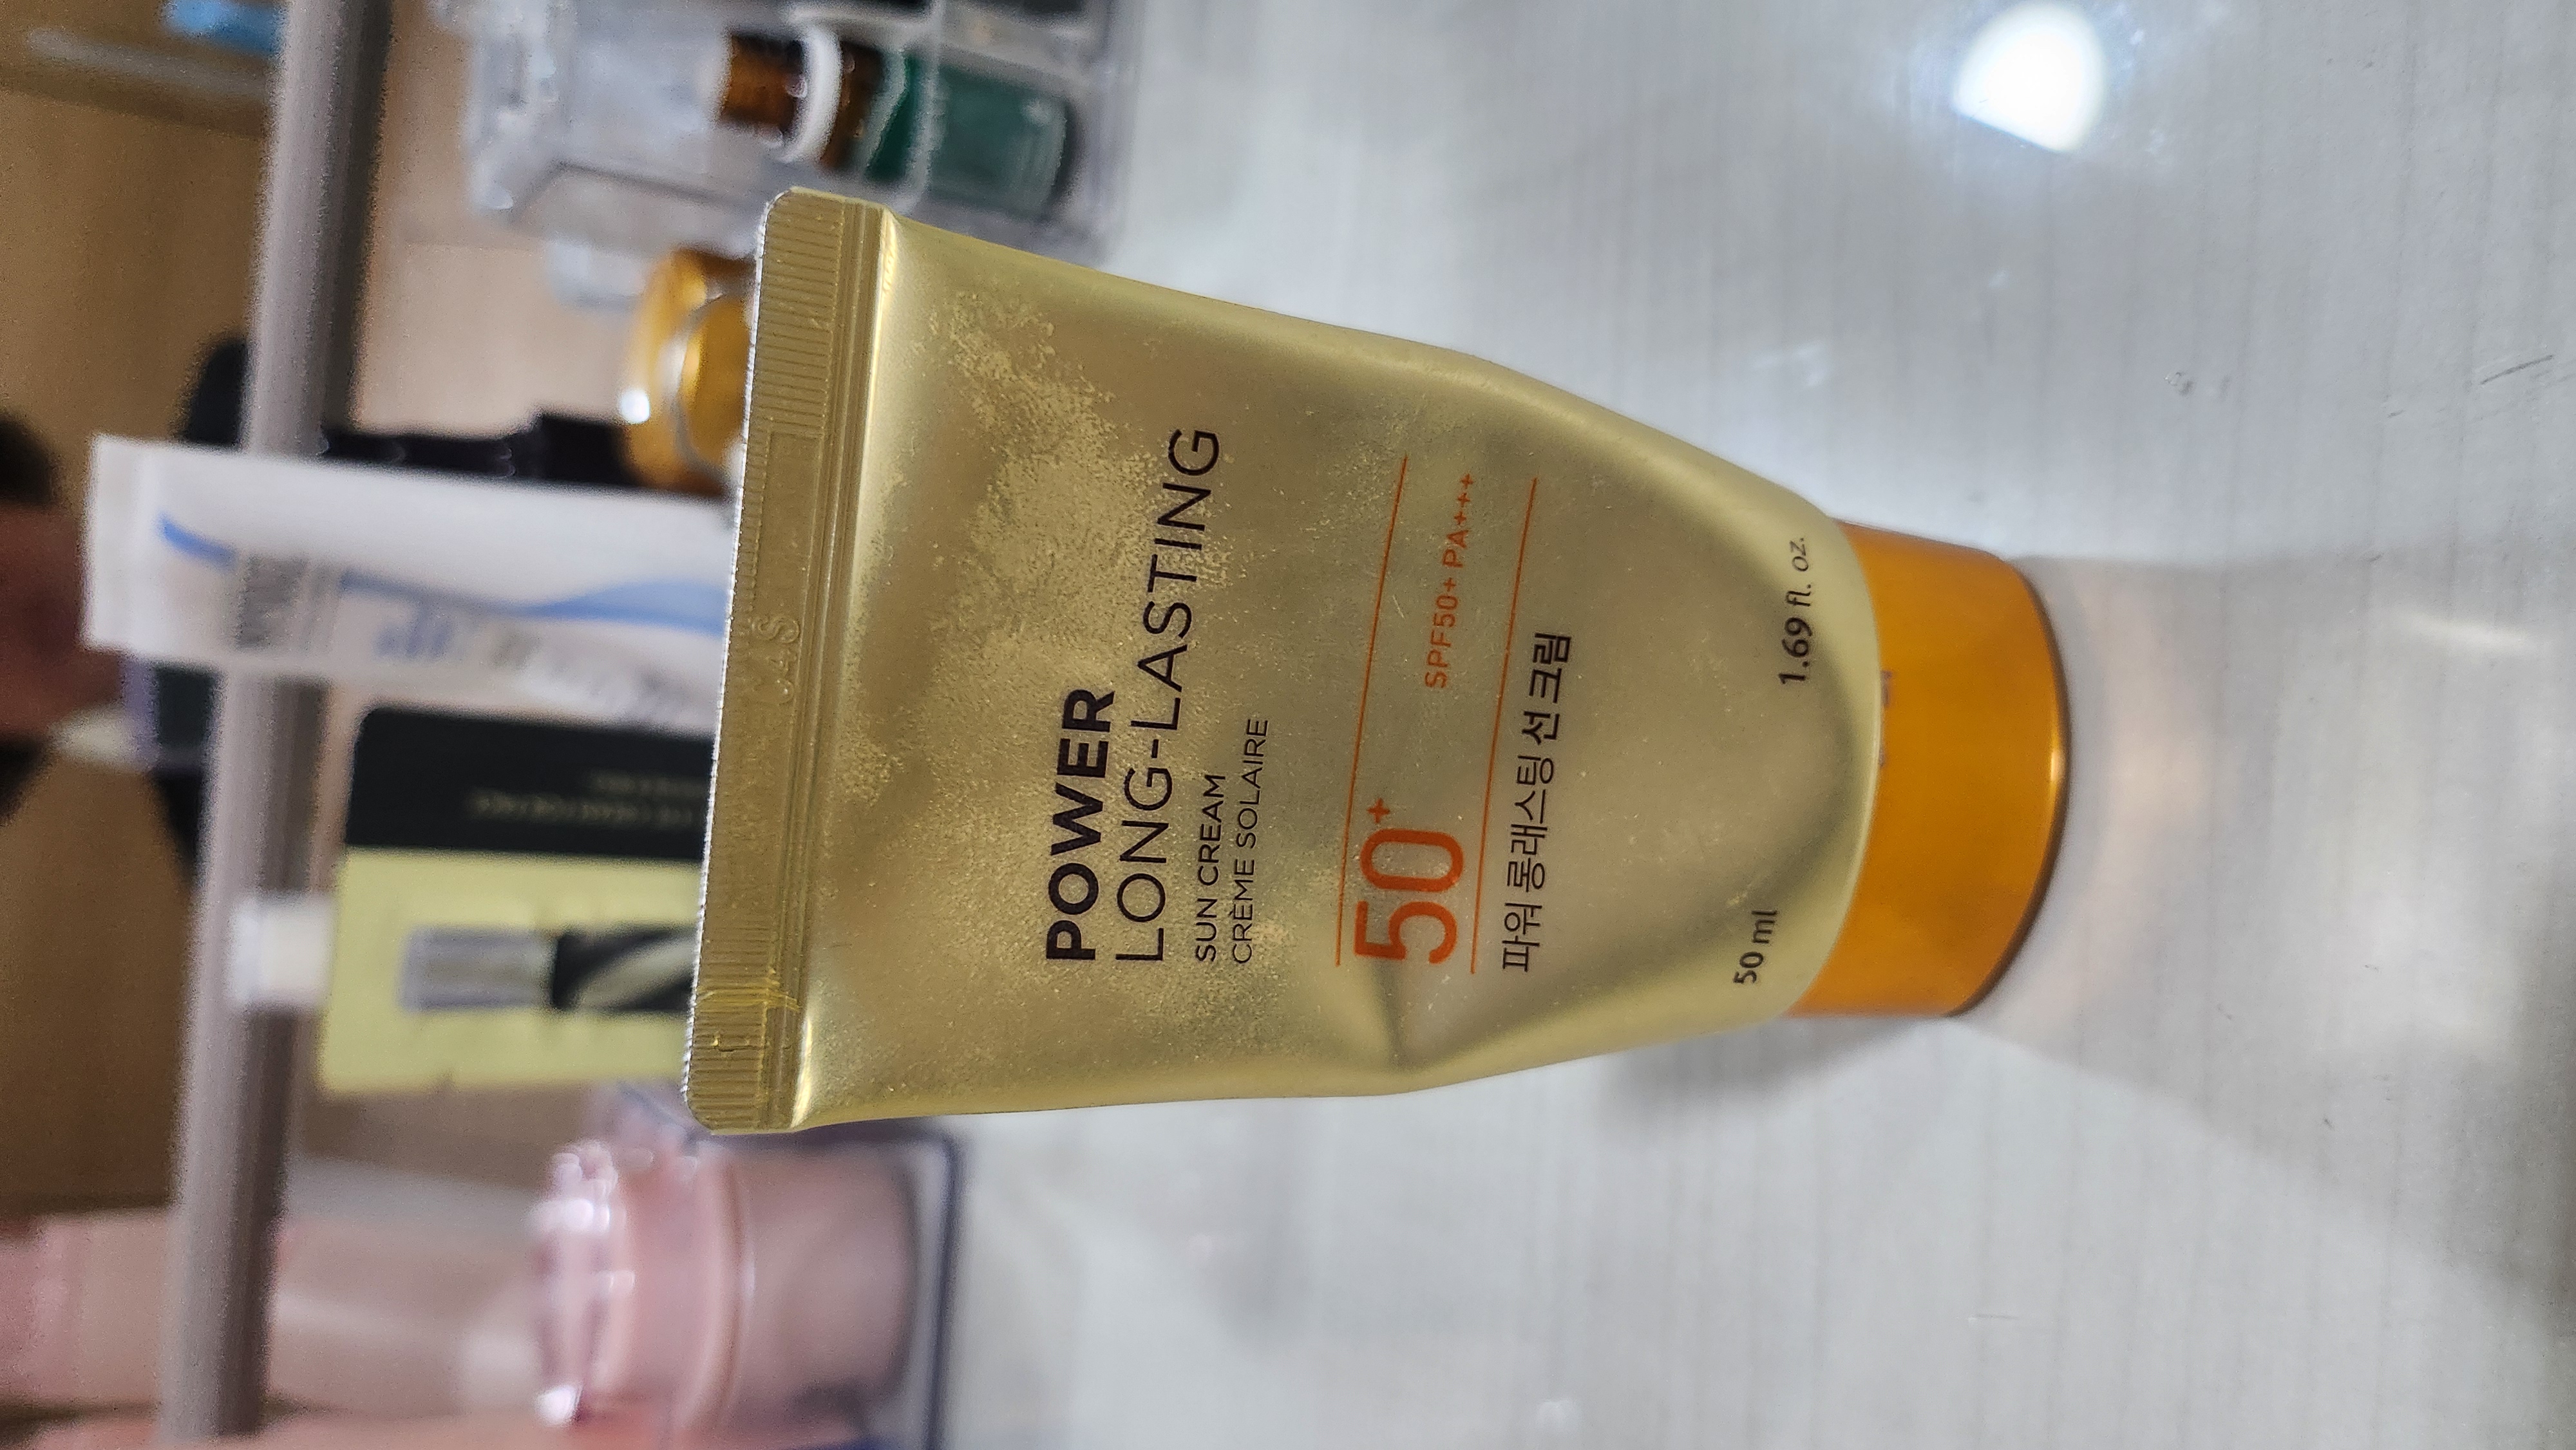 POWER
LONG-LASTING
SUN CREAM
CRÈME SOLAIRE
50+ SPF50+ PA+++
파워 롱래스팅 선 크림
50 ml 1.69 fl. oz.